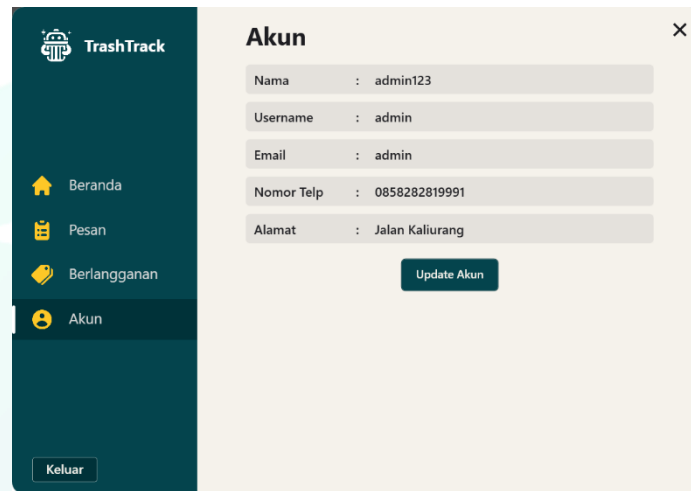 TrashTrack
Beranda
Pesan
Berlangganan
Akun
Keluar
Akun
Nama : admin123
Username : admin
Email : admin
Nomor Telp : 0858282819991
Alamat : Jalan Kaliurang
Update Akun